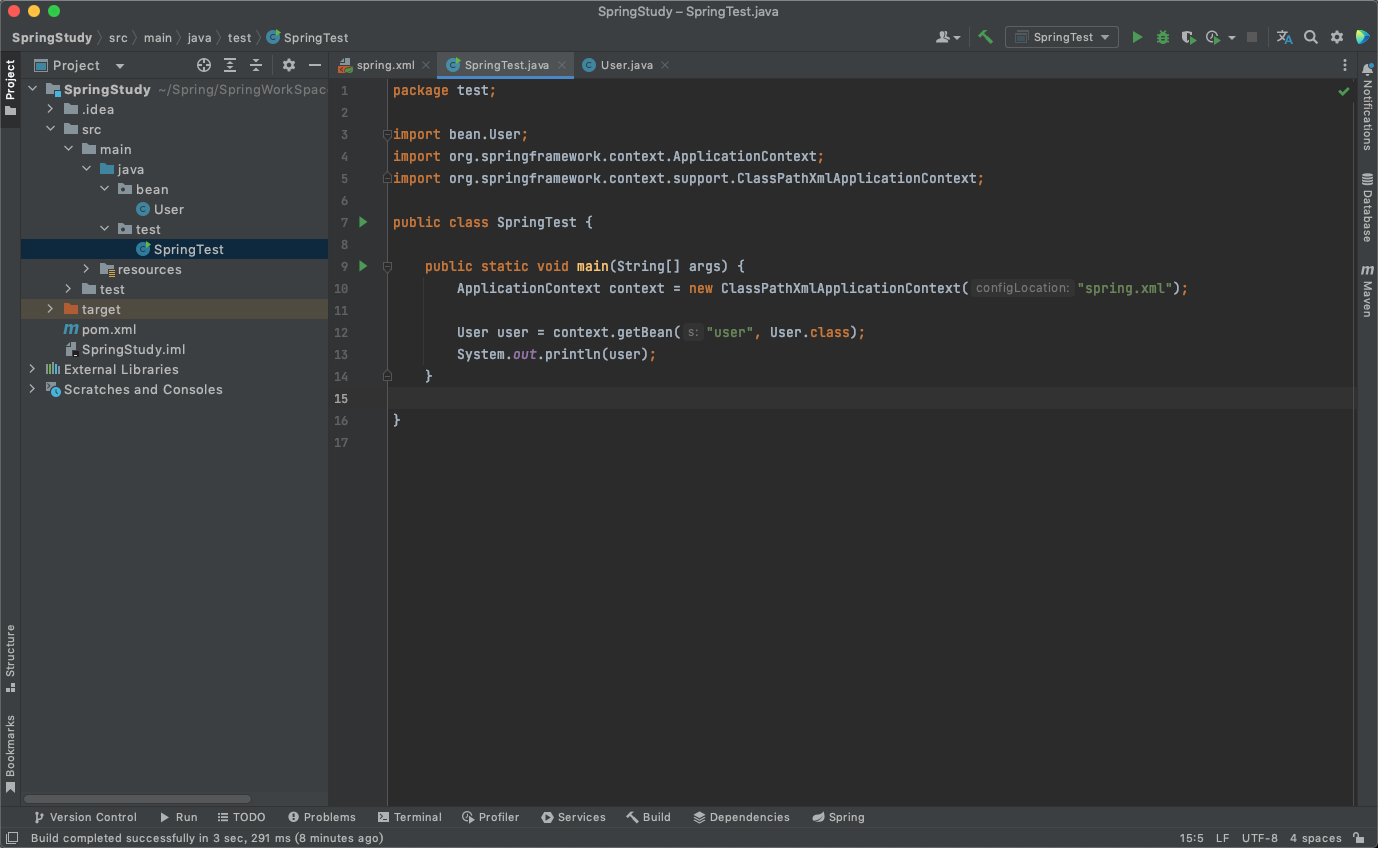 SpringStudy – SpringTest.java
SpringStudy src main java test SpringTest
SpringTest
Project
spring.xml SpringTest.java User.java
Project
SpringStudy ~/Spring/SpringWorkSpac
.idea
src
main
java
bean
User
test
SpringTest
resources
test
target
pom.xml
SpringStudy.iml
External Libraries
Scratches and Consoles
1 package test;
2
3 import bean.User;
4 import org.springframework.context.ApplicationContext;
5 import org.springframework.context.support.ClassPathXmlApplicationContext;
6
7 public class SpringTest {
8
9 public static void main(String[] args) {
10 ApplicationContext context = new ClassPathXmlApplicationContext( configLocation: "spring.xml");
11
12 User user = context.getBean( s: "user", User.class);
13 System.out.println(user);
14 }
15
16 }
17
Notifications
Database
Maven
Structure
Bookmarks
Version Control Run TODO Problems Terminal Profiler Services Build Dependencies Spring
Build completed successfully in 3 sec, 291 ms (8 minutes ago) 15:5 LF UTF-8 4 spaces